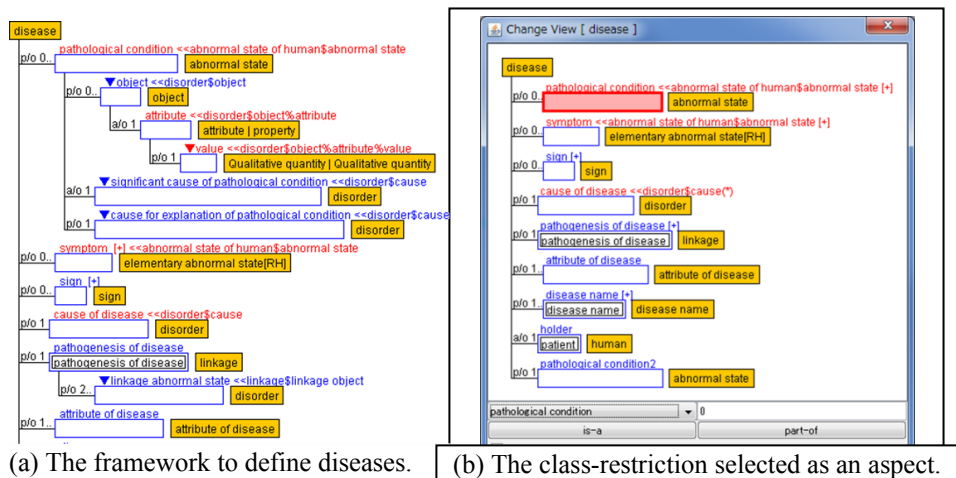 disease
pathological condition <<abnormal state of human$abnormal state
p/o 0.. abnormal state
▼object <<disorder$object
p/o 0.. object
attribute <<disorder$object%attribute
a/o 1 attribute | property
▼value <<disorder$object%attribute%value
p/o 1 Qualitative quantity | Qualitative quantity
▼significant cause of pathological condition <<disorder$cause
a/o 1 disorder
▼cause for explanation of pathological condition <<disorder$cause
p/o 1 disorder
symptom [+] <<abnormal state of human$abnormal state
p/o 0.. elementary abnormal state[RH]
sign [+]
p/o 0.. sign
cause of disease <<disorder$cause
p/o 1 disorder
pathogenesis of disease
p/o 1 pathogenesis of disease linkage
▼linkage abnormal state <<linkage$linkage object
p/o 2.. disorder
attribute of disease
p/o 1.. attribute of disease
(a) The framework to define diseases.
Change View [ disease ]
disease
pathological condition <<abnormal state of human$abnormal state [+]
p/o 0.. abnormal state
symptom <<abnormal state of human$abnormal state [+]
p/o 0.. elementary abnormal state[RH]
sign [+]
p/o 0.. sign
cause of disease <<disorder$cause(*)
p/o 1 disorder
pathogenesis of disease [+]
p/o 1 pathogenesis of disease linkage
attribute of disease
p/o 1.. attribute of disease
disease name [+]
p/o 1.. disease name disease name
holder
a/o 1 patient human
pathological condition2
p/o 1 abnormal state
pathological condition 0
is-a part-of
(b) The class-restriction selected as an aspect.